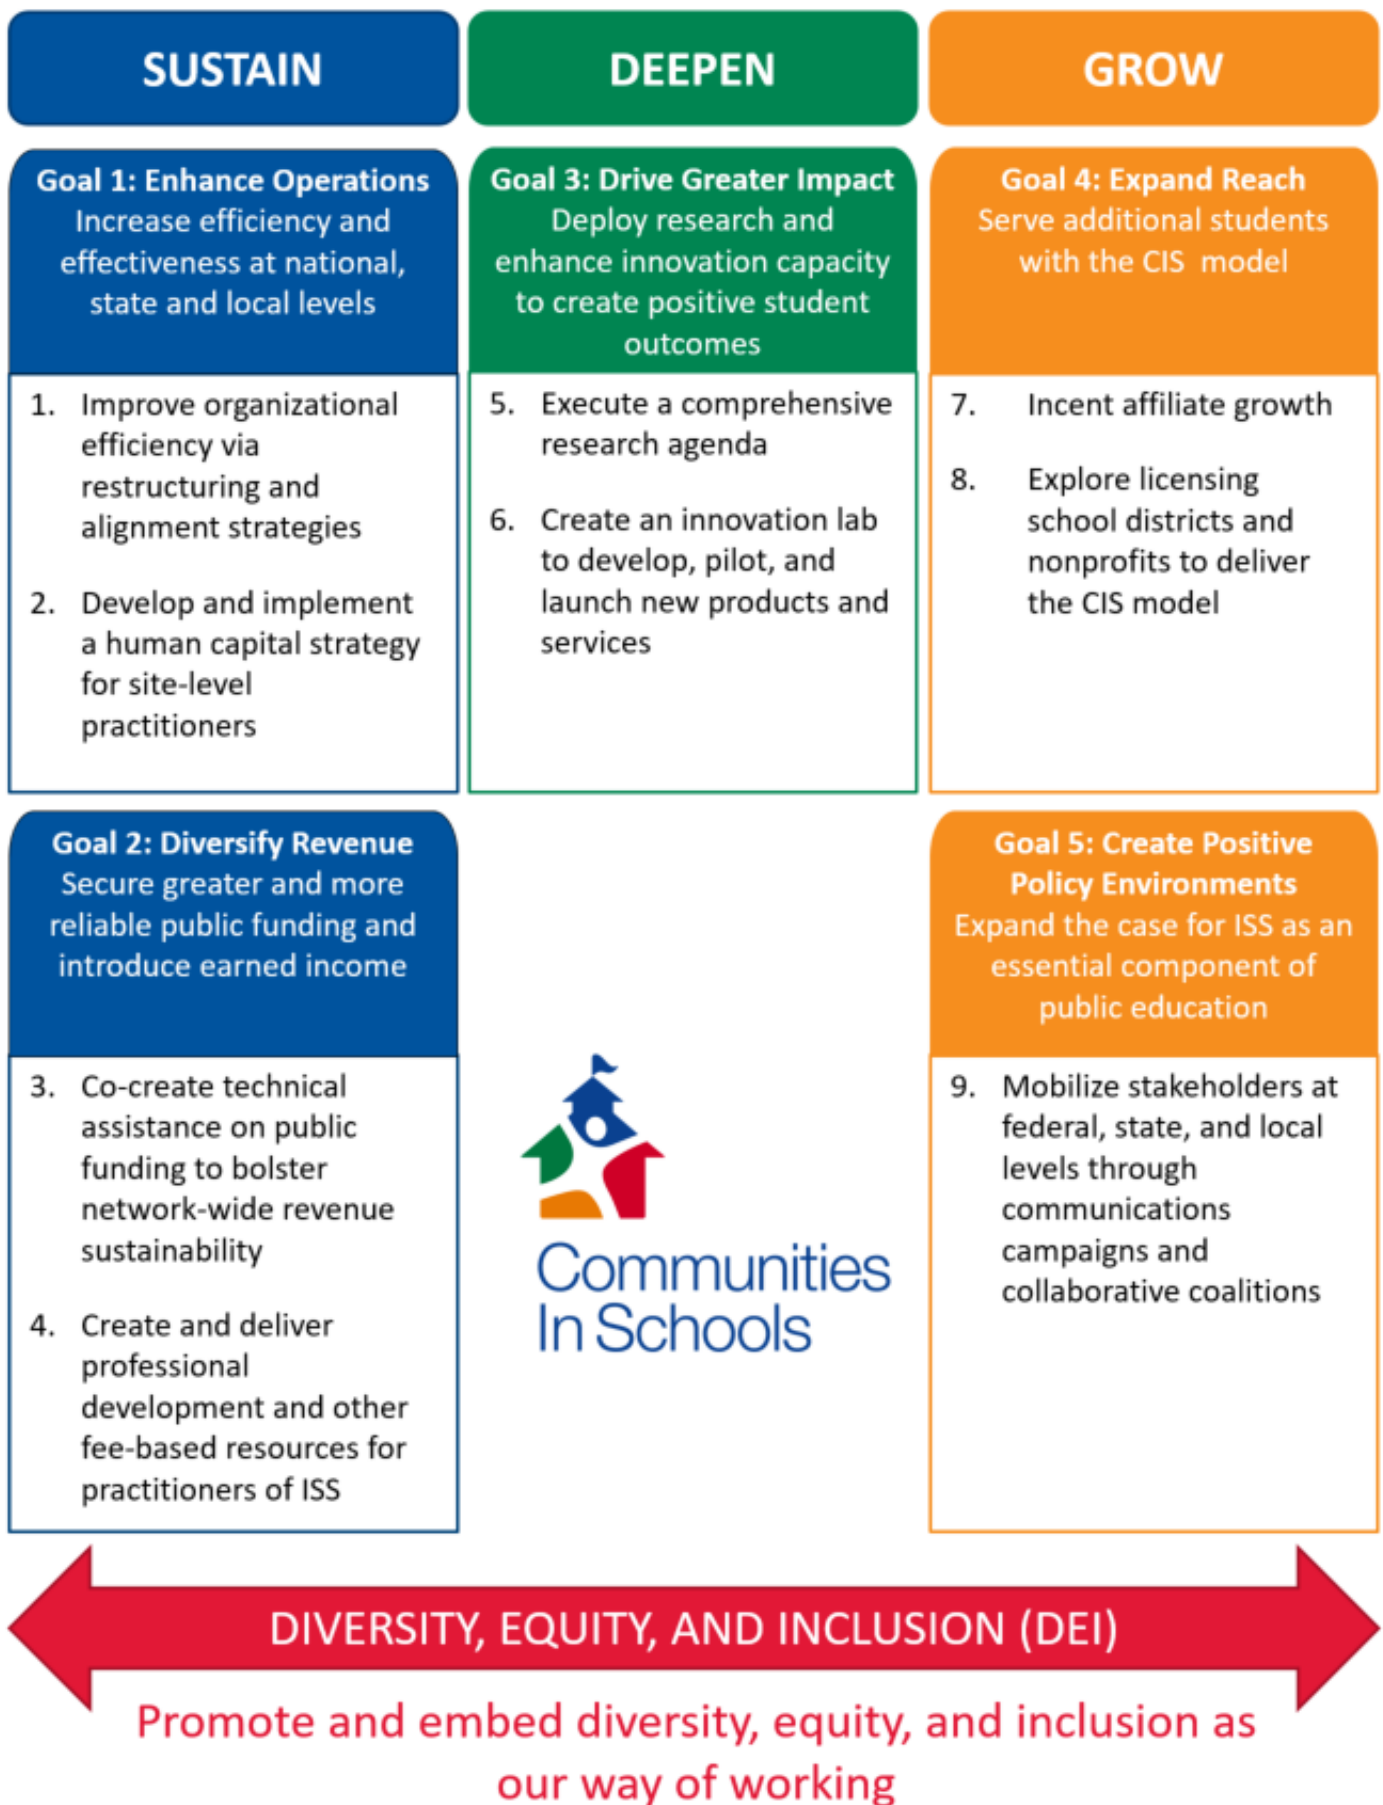 SUSTAIN
DEEPEN
GROW
Goal 1: Enhance Operations
Increase efficiency and
effectiveness at national,
state and local levels
1. Improve organizational
efficiency via
restructuring and
alignment strategies
2. Develop and implement
a human capital strategy
for site-level
practitioners
Goal 3: Drive Greater Impact
Deploy research and
enhance innovation capacity
to create positive student
outcomes
5. Execute a comprehensive
research agenda
6. Create an innovation lab
to develop, pilot, and
launch new products and
services
Goal 4: Expand Reach
Serve additional students
with the CIS model
7. Incent affiliate growth
8. Explore licensing
school districts and
nonprofits to deliver
the CIS model
Goal 2: Diversify Revenue
Secure greater and more
reliable public funding and
introduce earned income
3. Co-create technical
assistance on public
funding to bolster
network-wide revenue
sustainability
4. Create and deliver
professional
development and other
fee-based resources for
practitioners of ISS
Communities
In Schools
Goal 5: Create Positive
Policy Environments
Expand the case for ISS as an
essential component of
public education
9. Mobilize stakeholders at
federal, state, and local
levels through
communications
campaigns and
collaborative coalitions
DIVERSITY, EQUITY, AND INCLUSION (DEI)
Promote and embed diversity, equity, and inclusion as
our way of working